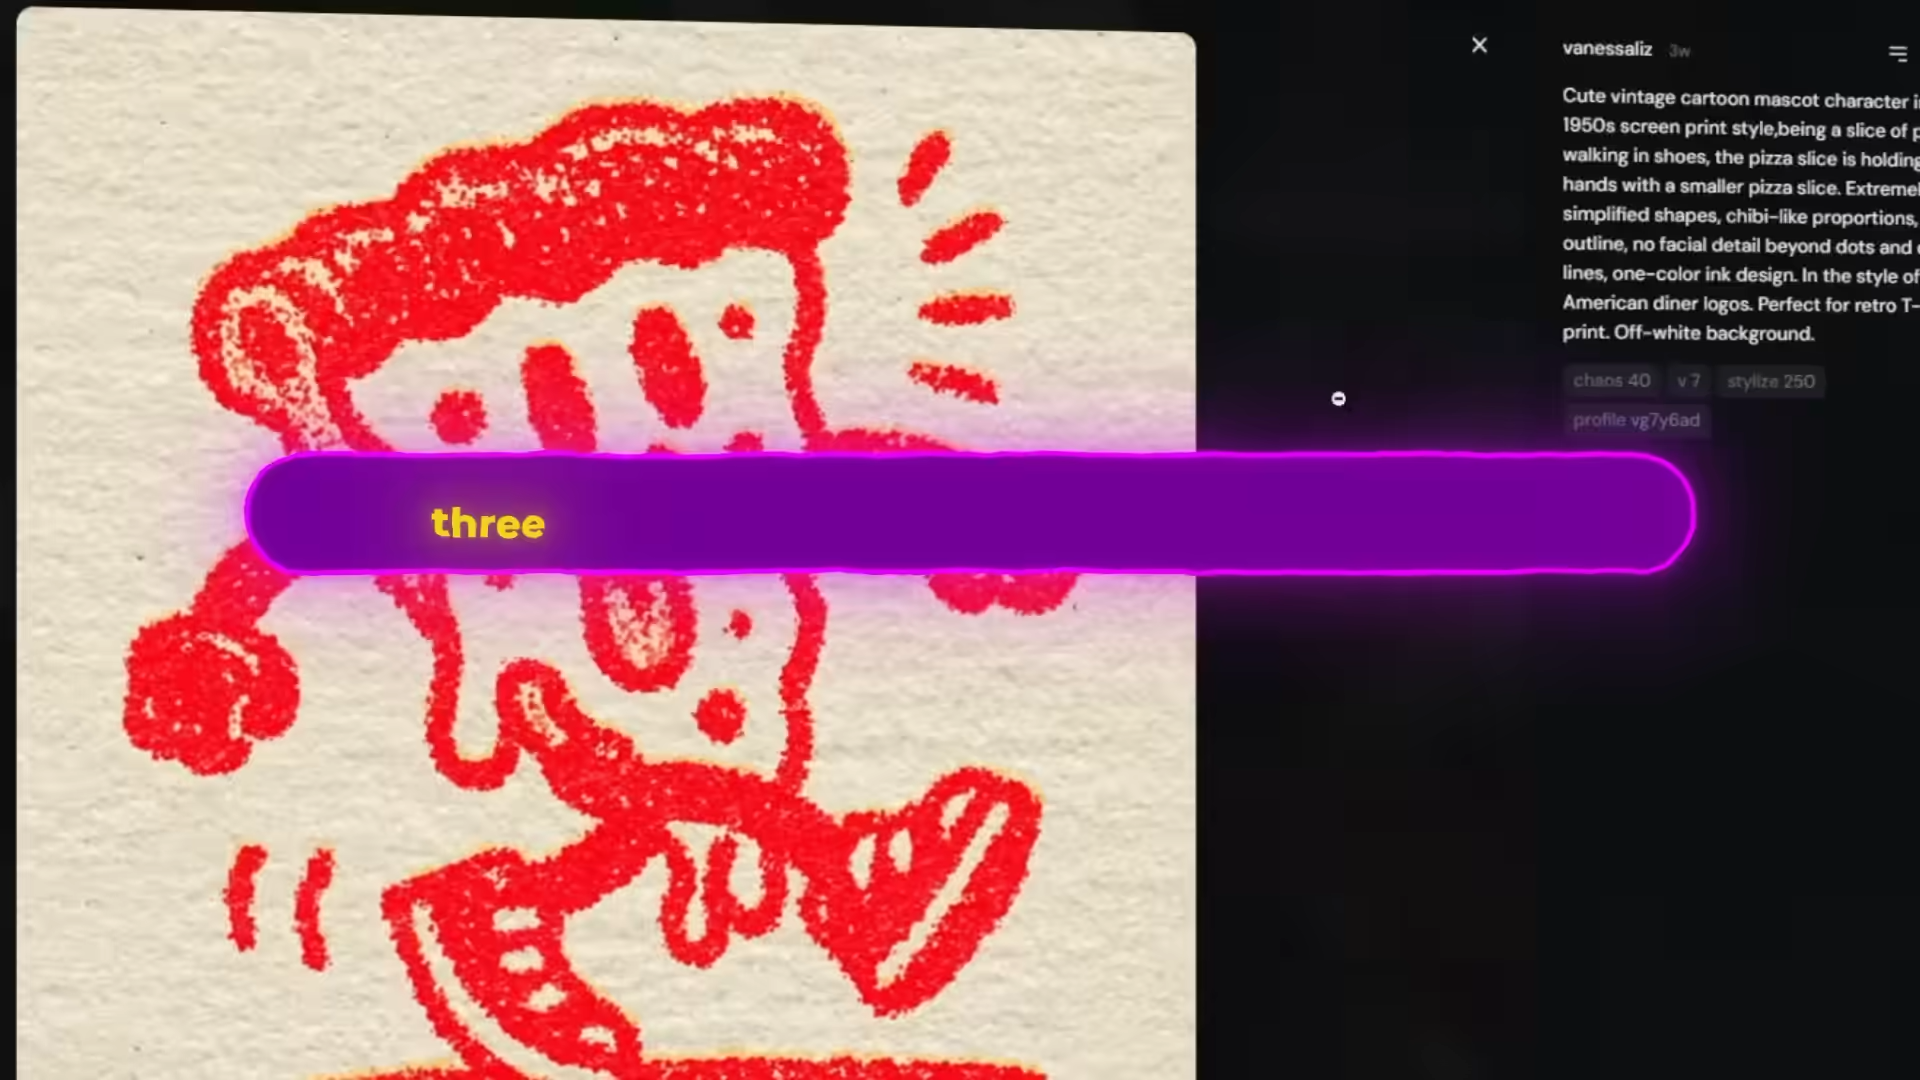 vanessaliz 3w
Cute vintage cartoon mascot character
1950s screen print style,being a slice of
walking in shoes, the pizza slice is holding
hands with a smaller pizza slice.
simplified shapes, chibi-like proportions,
outline, no facial detail beyond dots and
lines, one-color ink design. In the style of
American diner logos. Perfect for retro
print. Off-white background.
chaos 40 v 7 stylize 250
profile vg7y6ad
three